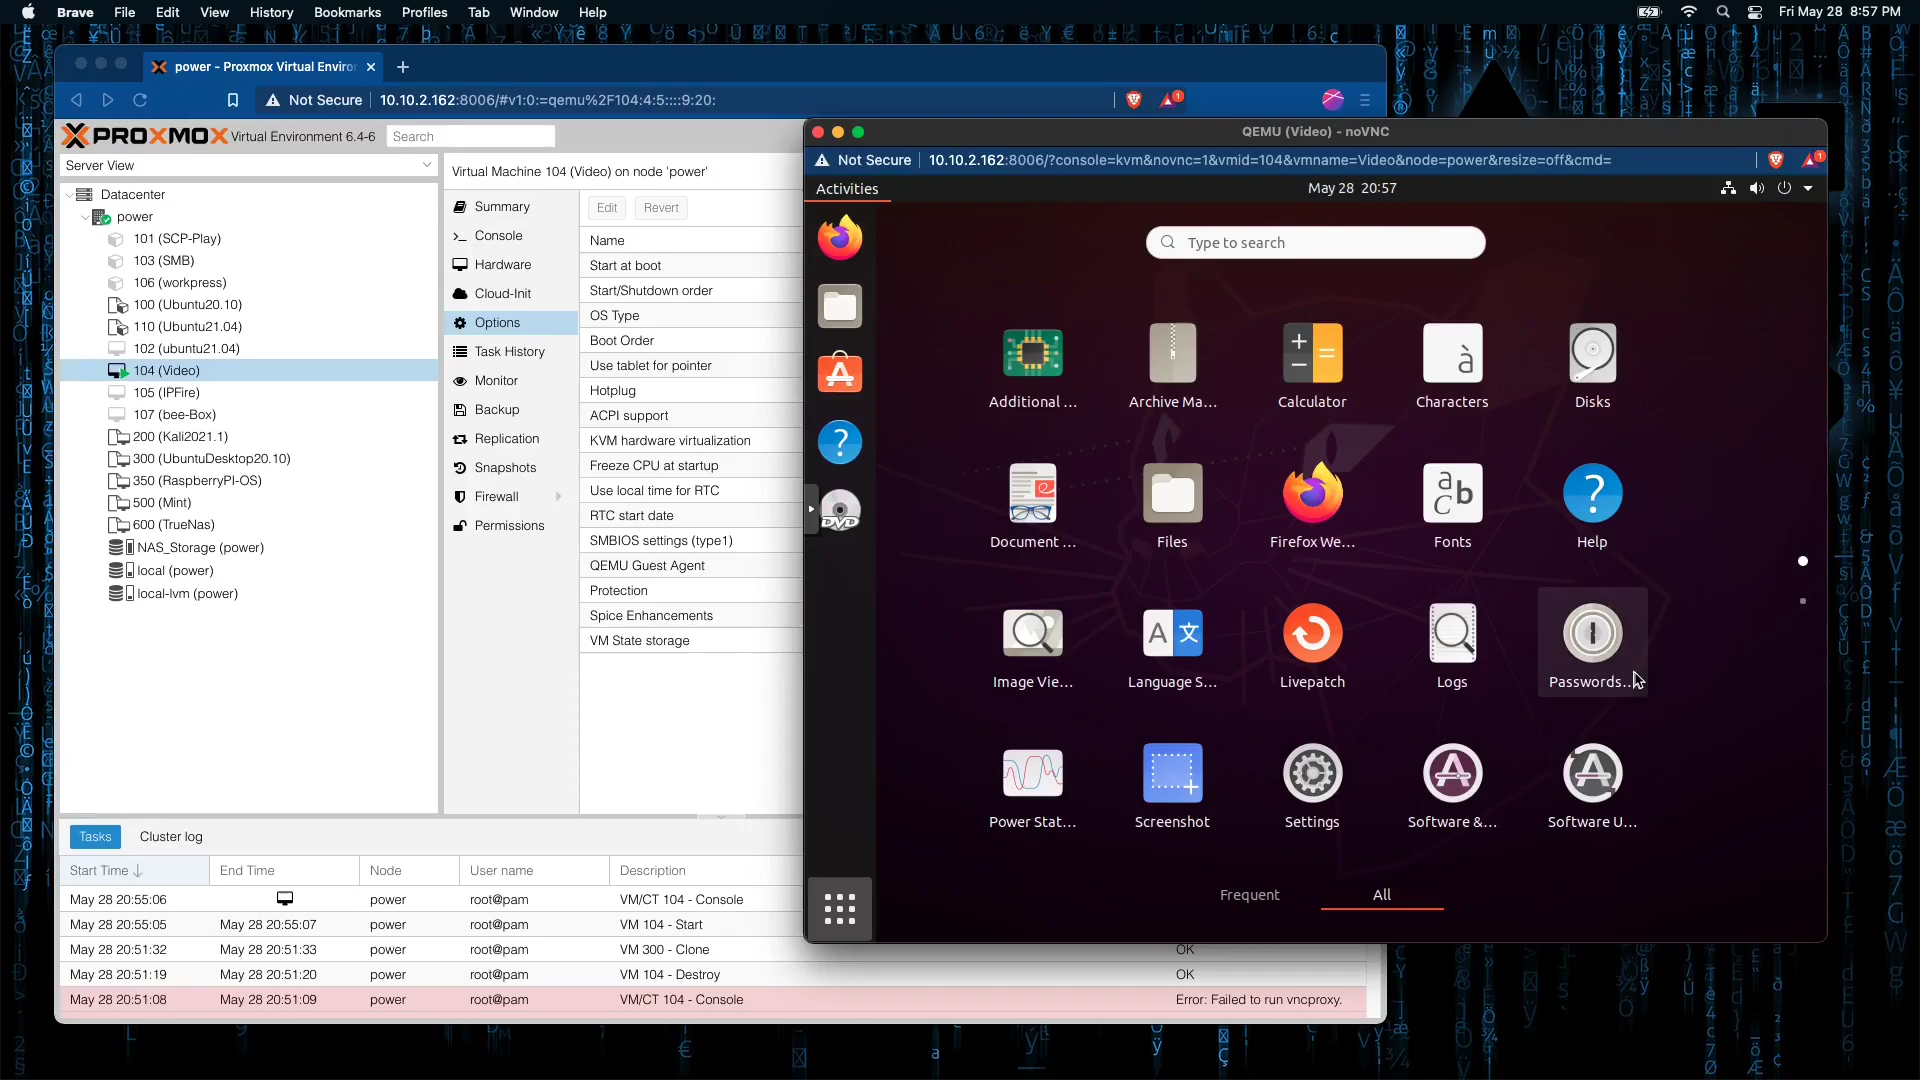 Brave File Edit View History Bookmarks Profiles Tab Window Help Fri May 28 8:57 PM
power - Proxmox Virtual Enviro
Not Secure 10.10.2.162:8006/#v1:0:=qemu%2F104:4:5::::9:20: 1
PROXMOX Virtual Environment 6.4-6 Search
Server View
Datacenter
power
101 (SCP-Play)
103 (SMB)
106 (workpress)
100 (Ubuntu20.10)
110 (Ubuntu21.04)
102 (ubuntu21.04)
104 (Video)
105 (IPFire)
107 (bee-Box)
200 (Kali2021.1)
300 (UbuntuDesktop20.10)
350 (RaspberryPI-OS)
500 (Mint)
600 (TrueNas)
NAS_Storage (power)
local (power)
local-lvm (power)
Virtual Machine 104 (Video) on node 'power'
Summary
Console
Hardware
Cloud-Init
Options
Task History
Monitor
Backup
Replication
Snapshots
Firewall
Permissions
Edit Revert
Name
Start at boot
Start/Shutdown order
OS Type
Boot Order
Use tablet for pointer
Hotplug
ACPI support
KVM hardware virtualization
Freeze CPU at startup
Use local time for RTC
RTC start date
SMBIOS settings (type1)
QEMU Guest Agent
Protection
Spice Enhancements
VM State storage
QEMU (Video) - noVNC
Not Secure 10.10.2.162:8006/?console=kvm&novnc=1&vmid=104&vmname=Video&node=power&resize=off&cmd= 1
Activities May 28 20:57
Type to search
Additional ... Archive Ma... Calculator Characters Disks
Document ... Files Firefox We... Fonts Help
Image Vie... Language S... Livepatch Logs Passwords...
Power Stat... Screenshot Settings Software &... Software U...
DVD
Frequent All
Tasks Cluster log
Start Time End Time Node User name Description
May 28 20:55:06 power root@pam VM/CT 104 - Console
May 28 20:55:05 May 28 20:55:07 power root@pam VM 104 - Start
May 28 20:51:32 May 28 20:51:33 power root@pam VM 300 - Clone OK
May 28 20:51:19 May 28 20:51:20 power root@pam VM 104 - Destroy OK
May 28 20:51:08 May 28 20:51:09 power root@pam VM/CT 104 - Console Error: Failed to run vncproxy.